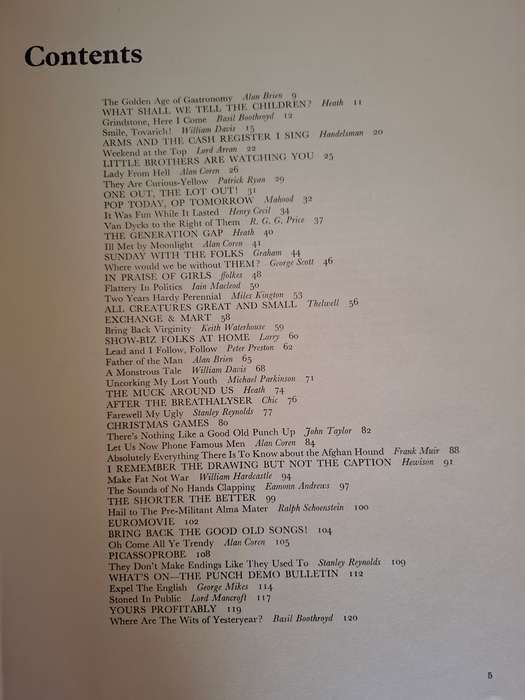 Contents
The Golden Age of Gastronomy Alan Brien 9
WHAT SHALL WE TELL THE CHILDREN? Heath 11
Grindstone, Here I Come Basil Boothroyd 12
Smile, Tovarich! William Davis 15
ARMS AND THE CASH REGISTER I SING Handelsman 20
Weekend at the Top Lord Arran 22
LITTLE BROTHERS ARE WATCHING YOU 25
Lady From Hell Alan Coren 26
They Are Curious-Yellow Patrick Ryan 29
ONE OUT, THE LOT OUT! 31
POP TODAY, OP TOMORROW Mahood 32
It Was Fun While It Lasted Henry Cecil 34
Van Dycks to the Right of Them R. G. G. Price 37
THE GENERATION GAP Heath 40
Ill Met by Moonlight Alan Coren 41
SUNDAY WITH THE FOLKS Graham 44
Where would we be without THEM? George Scott 46
IN PRAISE OF GIRLS ffolkes 48
Flattery In Politics Iain Macleod 50
Two Years Hardy Perennial Miles Kington 53
ALL CREATURES GREAT AND SMALL Thelwell 56
EXCHANGE & MART 58
Bring Back Virginity Keith Waterhouse 59
SHOW-BIZ FOLKS AT HOME Larry 60
Lead and I Follow, Follow Peter Preston 62
Father of the Man Alan Brien 65
A Monstrous Tale William Davis 68
Uncorking My Lost Youth Michael Parkinson 71
THE MUCK AROUND US Heath 74
AFTER THE BREATHALYSER Chic 76
Farewell My Ugly Stanley Reynolds 77
CHRISTMAS GAMES 80
There's Nothing Like a Good Old Punch Up John Taylor 82
Let Us Now Phone Famous Men Alan Coren 84
Absolutely Everything There Is To Know about the Afghan Hound Frank Muir 88
I REMEMBER THE DRAWING BUT NOT THE CAPTION Hewison 91
Make Fat Not War William Hardcastle 94
The Sounds of No Hands Clapping Eamonn Andrews 97
THE SHORTER THE BETTER 99
Hail to The Pre-Militant Alma Mater Ralph Schoenstein 100
EUROMOVIE 102
BRING BACK THE GOOD OLD SONGS! 104
Oh Come All Ye Trendy Alan Coren 105
PICASSOPROBE 108
They Don't Make Endings Like They Used To Stanley Reynolds 109
WHAT'S ON—THE PUNCH DEMO BULLETIN 112
Expel The English George Mikes 114
Stoned In Public Lord Mancroft 117
YOURS PROFITABLY 119
Where Are The Wits of Yesteryear? Basil Boothroyd 120
5